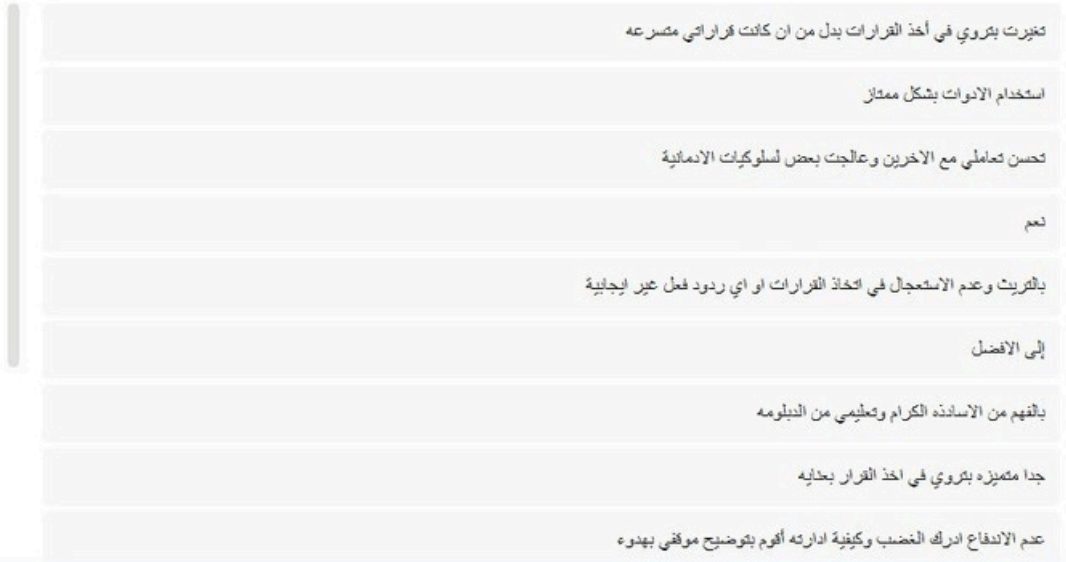 تغيرت بتروي في أخذ القرارات بدل من ان كانت قراراتي متسرعه
استخدام الادوات بشكل ممتاز
تحسن تعاملي مع الاخرين وعالجت بعض لسلوكيات الادمانية
نعم
بالتريث وعدم الاستعجال في اتخاذ القرارات او اي ردود فعل غير ايجابية
إلى الافضل
بالفهم من الاساتذه الكرام وتعليمي من الدبلومه
جدا متميزه بتروي في اخذ القرار بعنايه
عدم الاندفاع ادرك الغضب وكيفية ادارته أقوم بتوضيح موقفي بهدوء